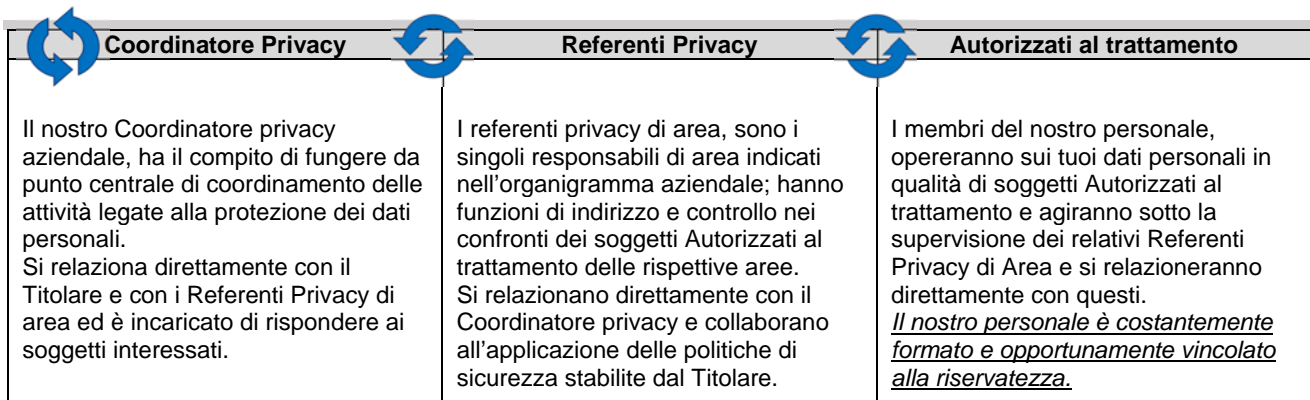 Coordinatore Privacy
Referenti Privacy
Autorizzati al trattamento
Il nostro Coordinatore privacy
aziendale, ha il compito di fungere da
punto centrale di coordinamento delle
attività legate alla protezione dei dati
personali.
Si relaziona direttamente con il
Titolare e con i Referenti Privacy di
area ed è incaricato di rispondere ai
soggetti interessati.
I referenti privacy di area, sono i
singoli responsabili di area indicati
nell’organigramma aziendale; hanno
funzioni di indirizzo e controllo nei
confronti dei soggetti Autorizzati al
trattamento delle rispettive aree.
Si relazionano direttamente con il
Coordinatore privacy e collaborano
all’applicazione delle politiche di
sicurezza stabilite dal Titolare.
I membri del nostro personale,
opereranno sui tuoi dati personali in
qualità di soggetti Autorizzati al
trattamento e agiranno sotto la
supervisione dei relativi Referenti
Privacy di Area e si relazioneranno
direttamente con questi.
Il nostro personale è costantemente
formato e opportunamente vincolato
alla riservatezza.